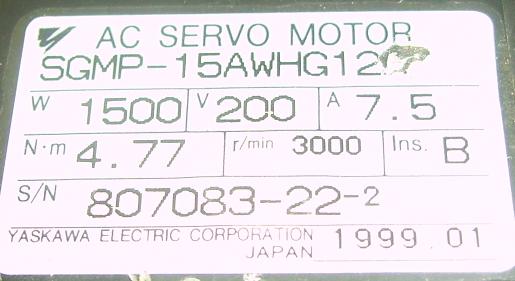 AC SERVO MOTOR
SGMP-15AWHG12
W 1500 V 200 A 7.5
N·m 4.77 r/min 3000 Ins. B
S/N 807083-22-2
YASKAWA ELECTRIC CORPORATION 1999.01
JAPAN